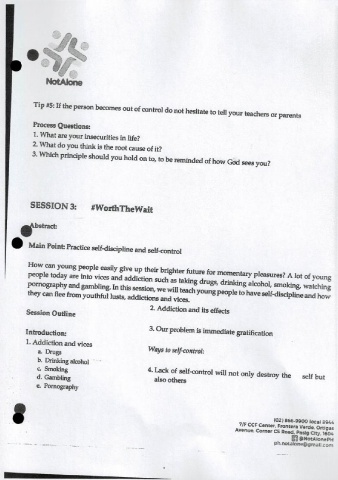 NotAlone
Tip #5: If the person becomes out of control do not hesitate to tell your teachers or parents
Process Questions:
1. What are your insecurities in life?
2. What do you think is the root cause of it?
3. Which principle should you hold on to, to be reminded of how God sees you?
SESSION 3: #WorthTheWait
Abstract:
Main Point: Practice self-discipline and self-control
How can young people easily give up their brighter future for momentary pleasures? A lot of young
people today are into vices and addiction such as taking drugs, drinking alcohol, smoking, watching
pornography and gambling. In this session, we will teach young people to have self-discipline and how
they can flee from youthful lusts, addictions and vices.
Session Outline
Introduction:
1. Addiction and vices
a. Drugs
b. Drinking alcohol
c. Smoking
d. Gambling
e. Pornography
2. Addiction and its effects
3. Our problem is immediate gratification
Ways to self-control:
4. Lack of self-control will not only destroy the self but
also others
(02) 866-9900 local 2944
7/F CCF Center, Frontera Verde, Ortigas
Avenue, Corner C5 Road, Pasig City, 1604
@NotAlonePH
ph.notalone@gmail.com